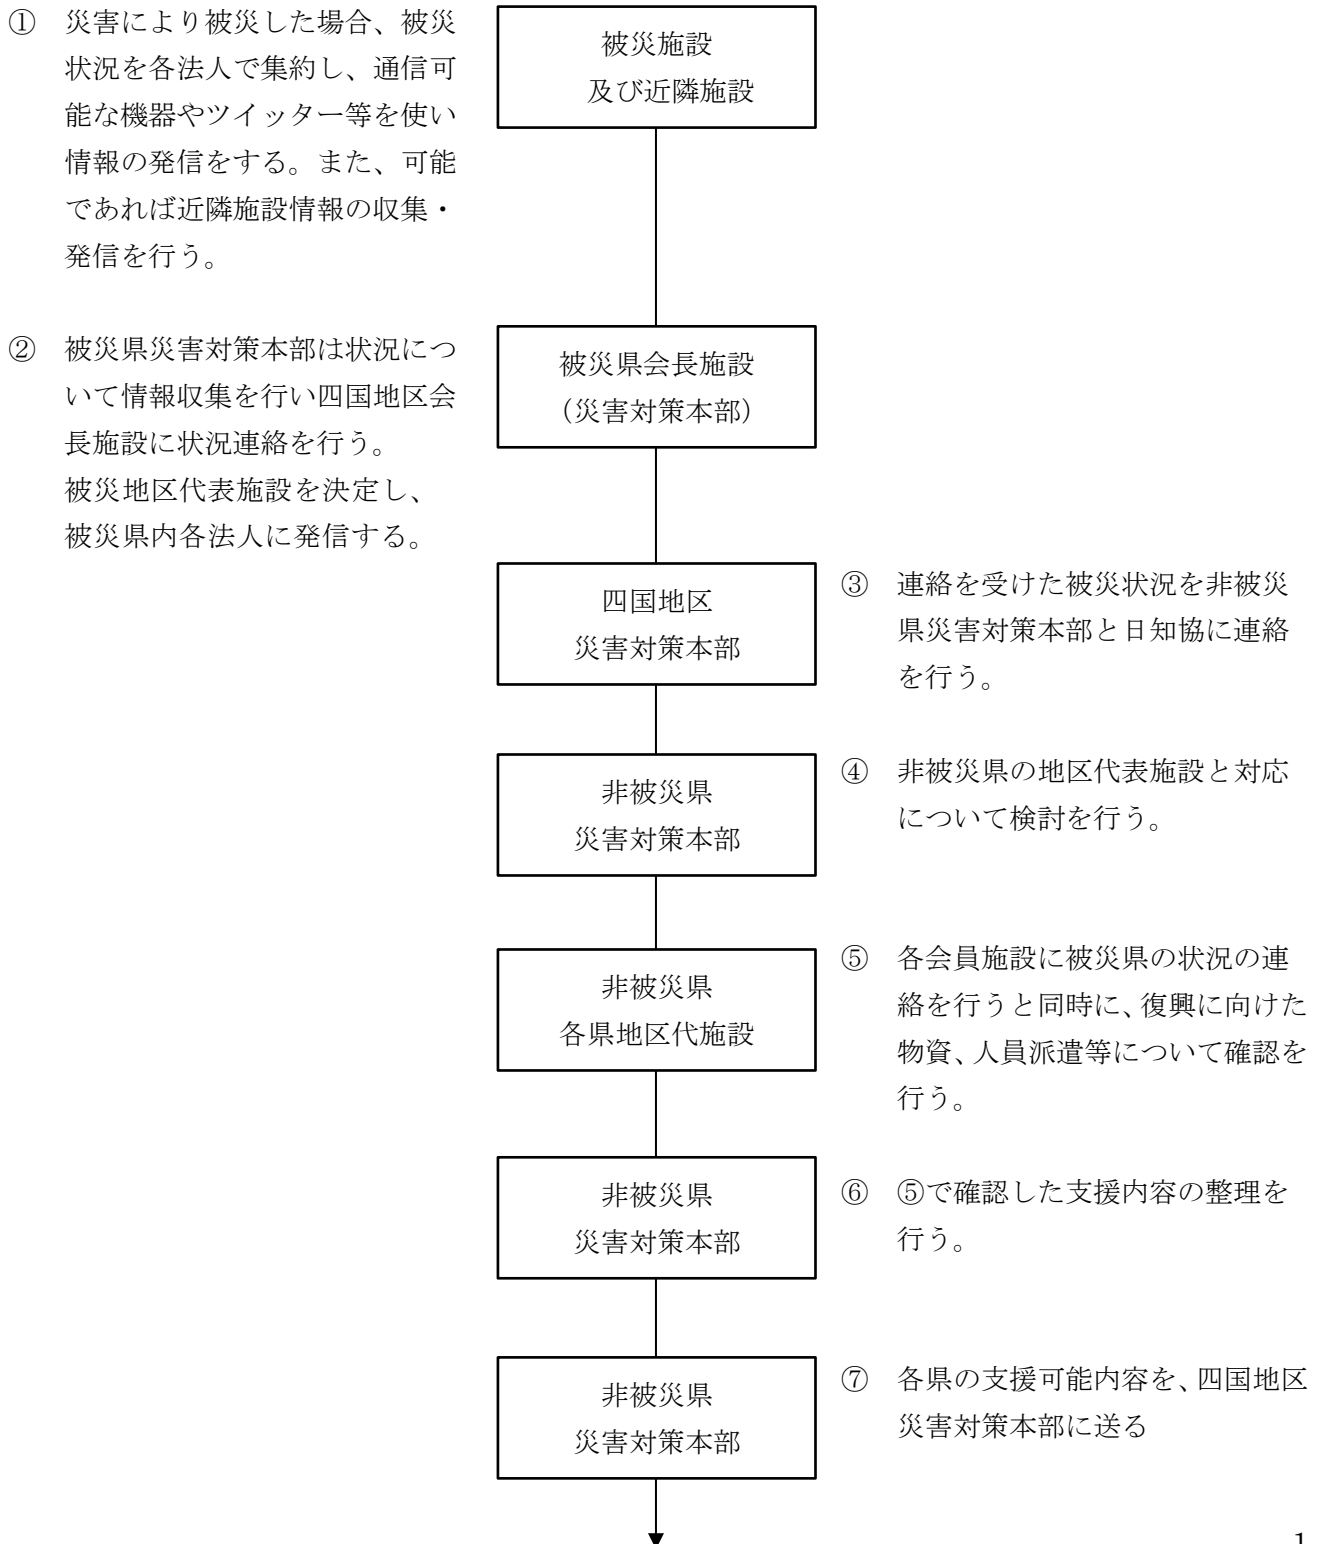 ① 災害により被災した場合、被災
状況を各法人で集約し、通信可
能な機器やツイッター等を使い
情報の発信をする。また、可能
であれば近隣施設情報の収集・
発信を行う。
被災施設
及び近隣施設
② 被災県災害対策本部は状況につ
いて情報収集を行い四国地区会
長施設に状況連絡を行う。
被災地区代表施設を決定し、
被災県内各法人に発信する。
被災県会長施設
（災害対策本部）
四国地区
災害対策本部
③ 連絡を受けた被災状況を非被災
県災害対策本部と日知協に連絡
を行う。
非被災県
災害対策本部
④ 非被災県の地区代表施設と対応
について検討を行う。
非被災県
各県地区代施設
⑤ 各会員施設に被災県の状況の連
絡を行うと同時に、復興に向けた
物資、人員派遣等について確認を
行う。
非被災県
災害対策本部
⑥ ⑤で確認した支援内容の整理を
行う。
非被災県
災害対策本部
⑦ 各県の支援可能内容を、四国地区
災害対策本部に送る
1